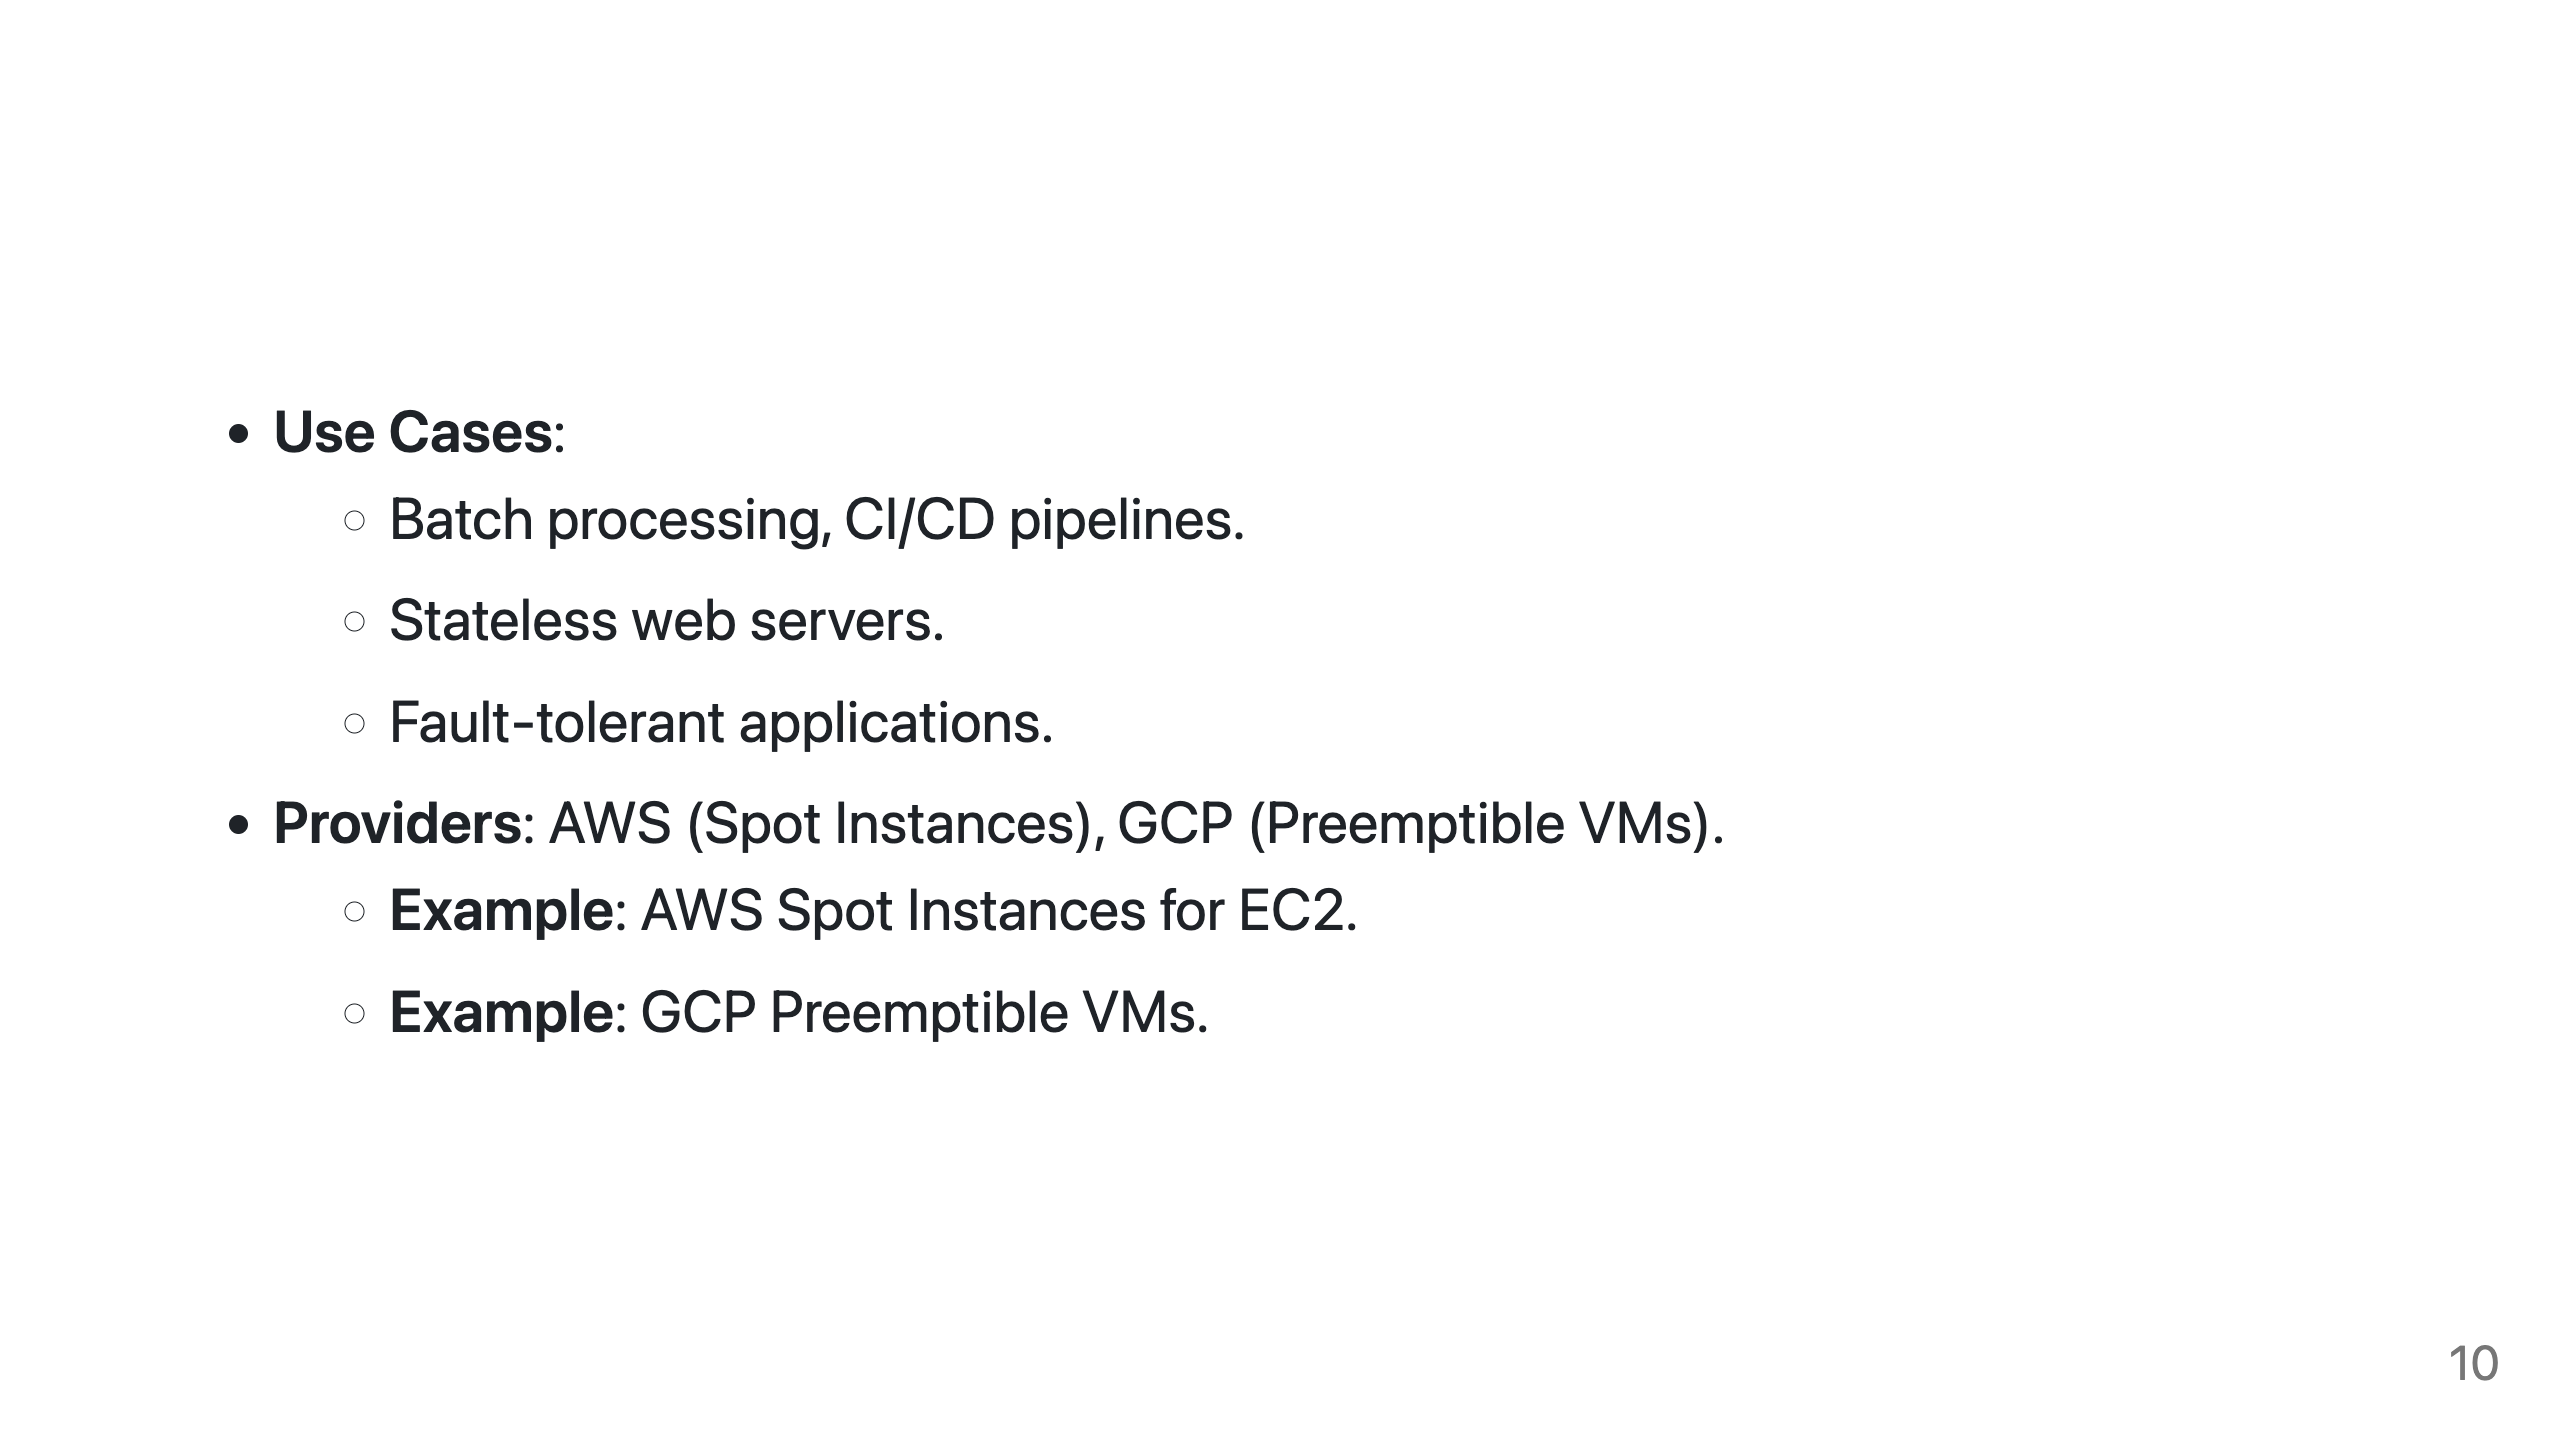 Use Cases:
Batch processing, CI/CD pipelines.
Stateless web servers.
Fault-tolerant applications.
Providers: AWS (Spot Instances), GCP (Preemptible VMs).
Example: AWS Spot Instances for EC2.
Example: GCP Preemptible VMs.
10